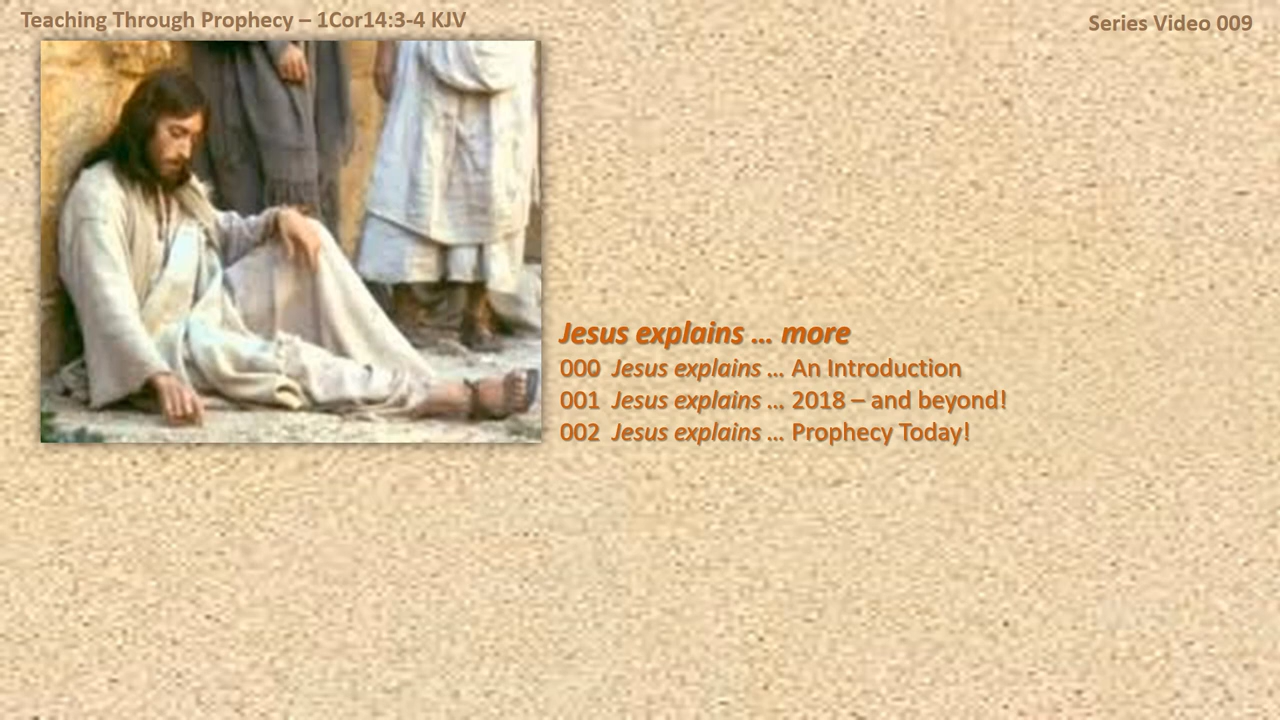 Teaching Through Prophecy – 1Cor14:3-4 KJV
Series Video 009
Jesus explains ... more
000 Jesus explains ... An Introduction
001 Jesus explains ... 2018 – and beyond!
002 Jesus explains ... Prophecy Today!